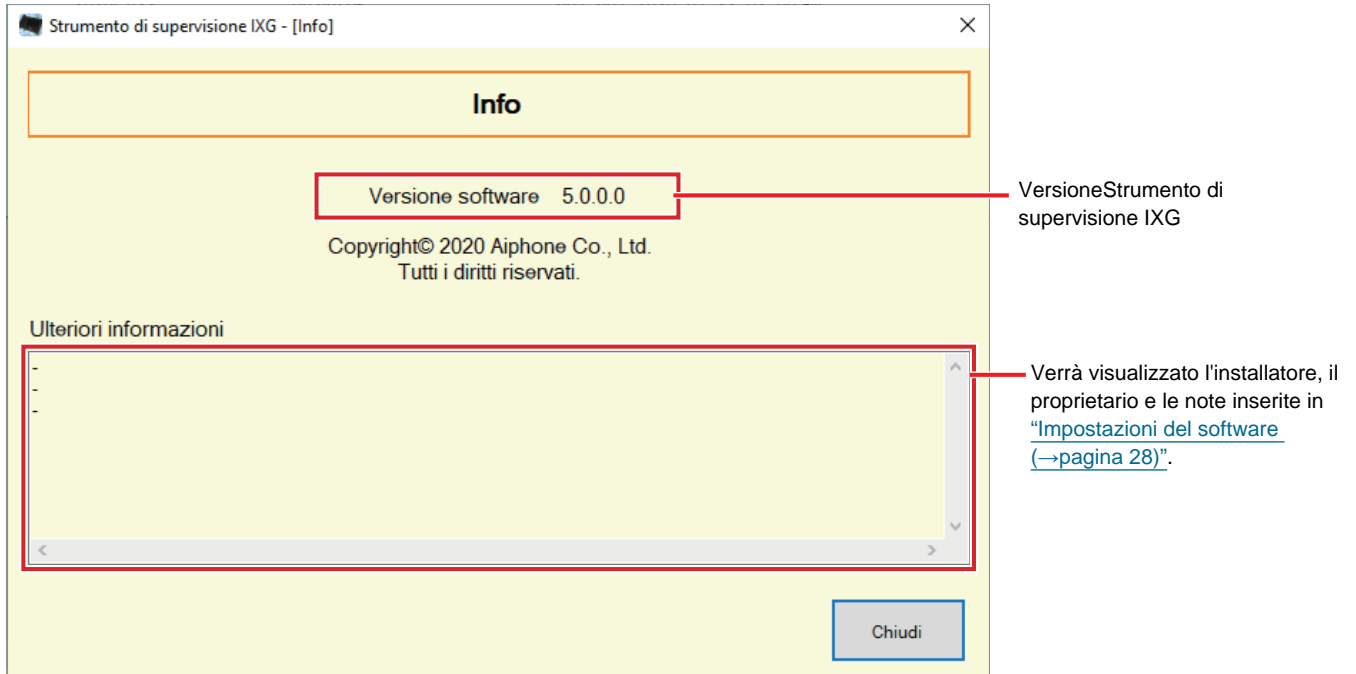 Strumento di supervisione IXG - [Info]
Info
Versione software 5.0.0.0
VersioneStrumento di
supervisione IXG
Copyright© 2020 Aiphone Co., Ltd.
Tutti i diritti riservati.
Ulteriori informazioni
-
-
-
Verrà visualizzato l'installatore, il
proprietario e le note inserite in
“Impostazioni del software
(→pagina 28)”.
Chiudi